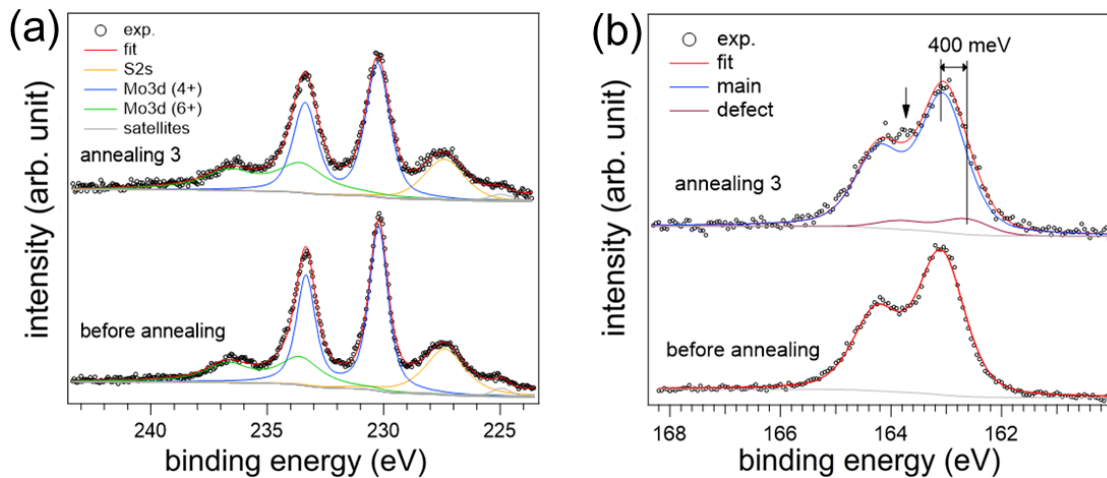 (a)
exp.
fit
S2s
Mo3d (4+)
Mo3d (6+)
satellites
annealing 3
before annealing
intensity (arb. unit)
240 235 230 225
binding energy (eV)
(b)
exp.
fit
main
defect
400 meV
annealing 3
before annealing
intensity (arb. unit)
168 166 164 162
binding energy (eV)